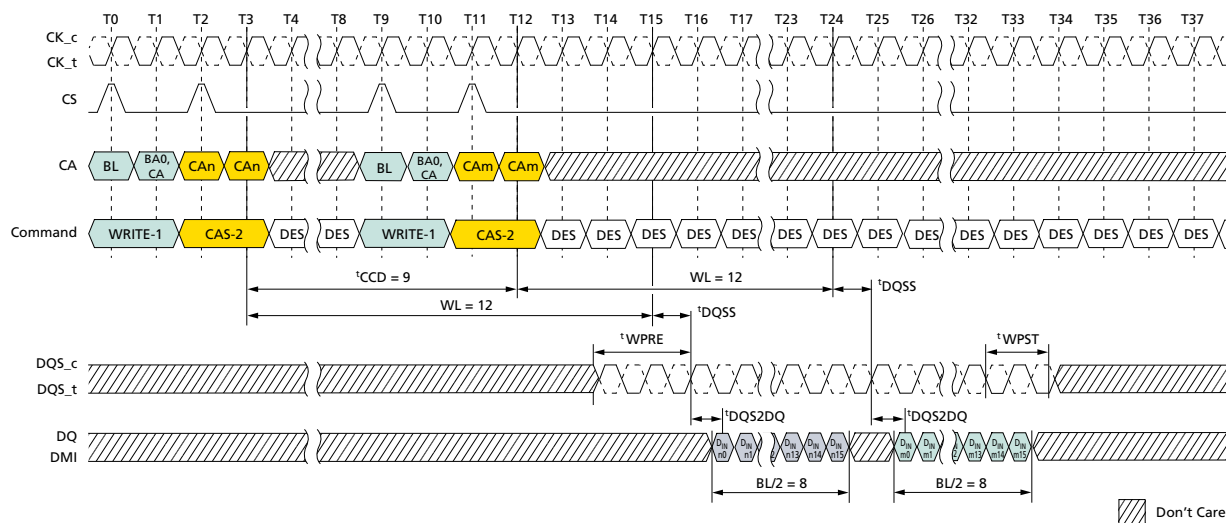 T0 T1 T2 T3 T4 T8 T9 T10 T11 T12 T13 T14 T15 T16 T17 T23 T24 T25 T26 T32 T33 T34 T35 T36 T37
CK_c
CK_t
CS
CA BL BA0, CA CAn CAn BL BA0, CA CAm CAm
Command WRITE-1 CAS-2 DES DES WRITE-1 CAS-2 DES DES DES DES DES DES DES DES DES DES DES DES DES DES DES
tCCD = 9 WL = 12 tDQSS
WL = 12 tDQSS
tWPRE tWPST
DQS_c
DQS_t
tDQS2DQ tDQS2DQ
DQ
DMI
DIN n0 DIN n1 DIN n13 DIN n14 DIN n15 DIN m0 DIN m1 DIN m13 DIN m14 DIN m15
BL/2 = 8 BL/2 = 8
Don't Care